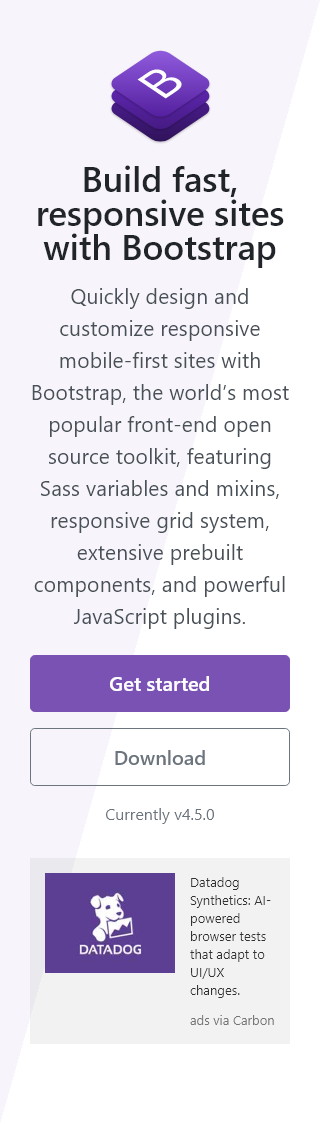 B
Build fast,
responsive sites
with Bootstrap
Quickly design and
customize responsive
mobile-first sites with
Bootstrap, the world's most
popular front-end open
source toolkit, featuring
Sass variables and mixins,
responsive grid system,
extensive prebuilt
components, and powerful
JavaScript plugins.
Get started
Download
Currently v4.5.0
DATADOG
Datadog
Synthetics: AI-
powered
browser tests
that adapt to
UI/UX
changes.
ads via Carbon